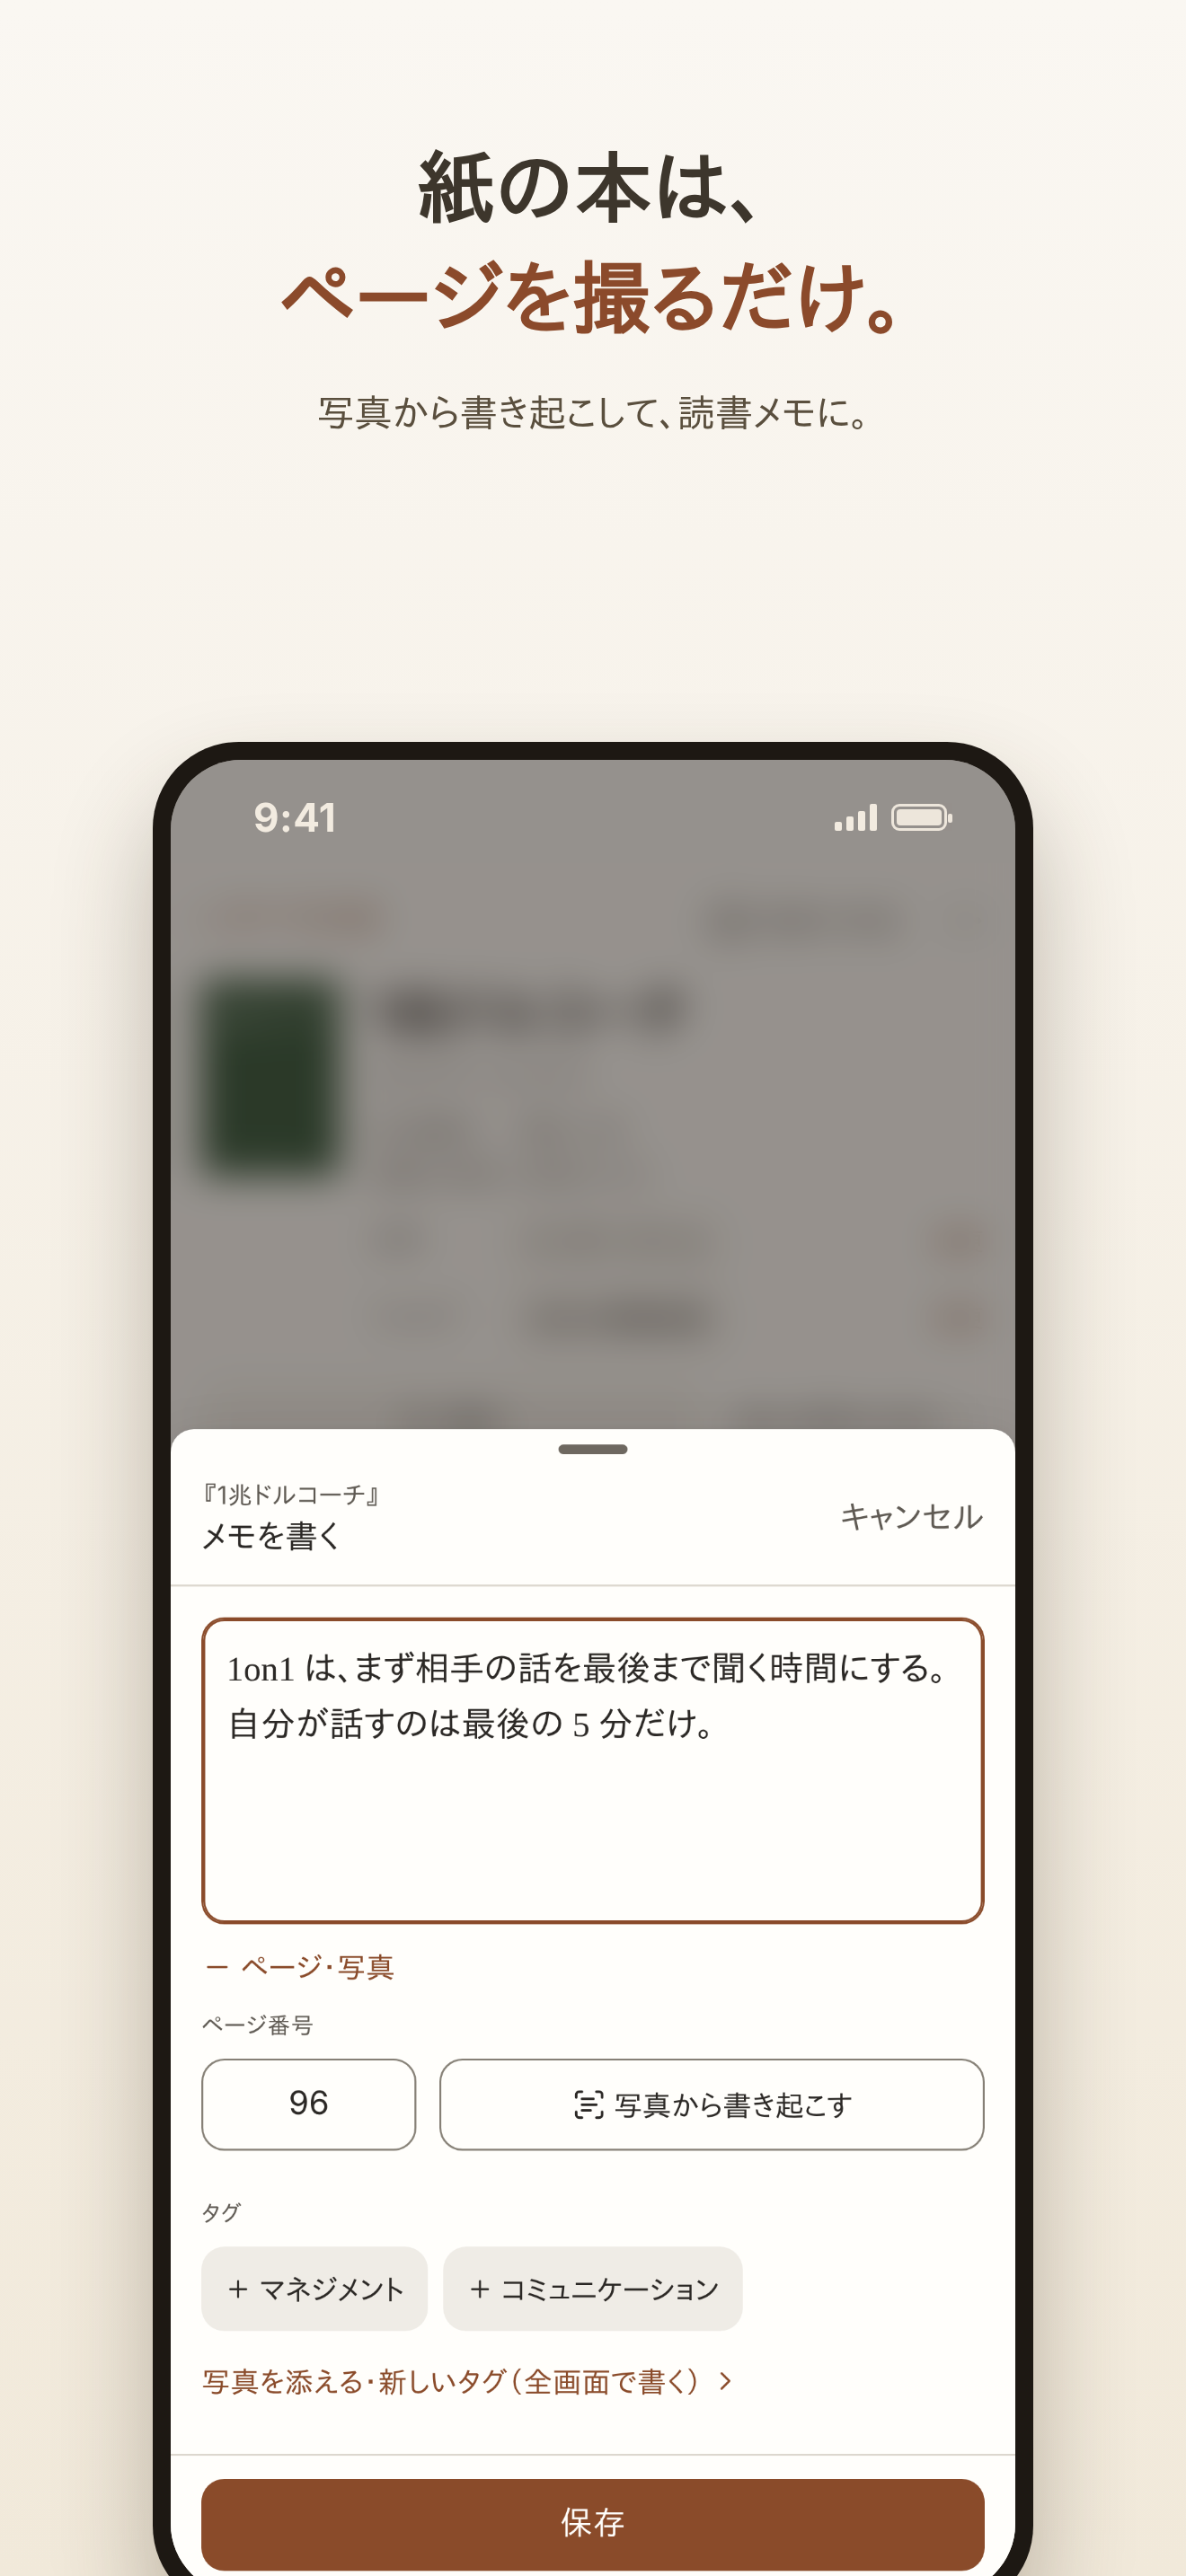 紙の本は、
ページを撮るだけ。
写真から書き起こして、読書メモに。
9:41
『1兆ドルコーチ』
メモを書く
キャンセル
1on1 は、まず相手の話を最後まで聞く時間にする。
自分が話すのは最後の 5 分だけ。
− ページ・写真
ページ番号
96
写真から書き起こす
タグ
+ マネジメント
+ コミュニケーション
写真を添える・新しいタグ（全画面で書く） >
保存